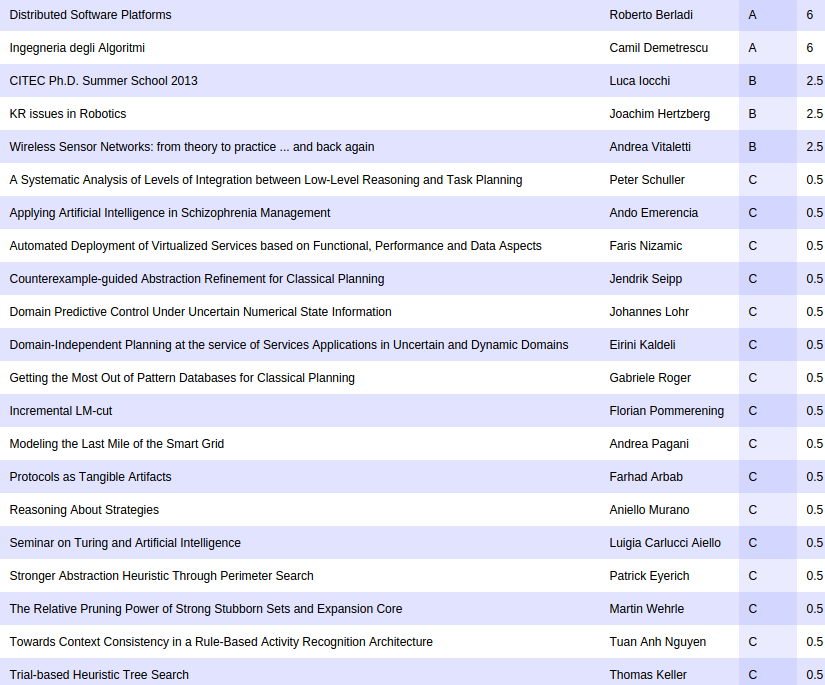 Distributed Software Platforms Roberto Berladi A 6
Ingegneria degli Algoritmi Camil Demetrescu A 6
CITEC Ph.D. Summer School 2013 Luca Iocchi B 2.5
KR issues in Robotics Joachim Hertzberg B 2.5
Wireless Sensor Networks: from theory to practice ... and back again Andrea Vitaletti B 2.5
A Systematic Analysis of Levels of Integration between Low-Level Reasoning and Task Planning Peter Schuller C 0.5
Applying Artificial Intelligence in Schizophrenia Management Ando Emerencia C 0.5
Automated Deployment of Virtualized Services based on Functional, Performance and Data Aspects Faris Nizamic C 0.5
Counterexample-guided Abstraction Refinement for Classical Planning Jendrik Seipp C 0.5
Domain Predictive Control Under Uncertain Numerical State Information Johannes Lohr C 0.5
Domain-Independent Planning at the service of Services Applications in Uncertain and Dynamic Domains Eirini Kaldeli C 0.5
Getting the Most Out of Pattern Databases for Classical Planning Gabriele Roger C 0.5
Incremental LM-cut Florian Pommerening C 0.5
Modeling the Last Mile of the Smart Grid Andrea Pagani C 0.5
Protocols as Tangible Artifacts Farhad Arbab C 0.5
Reasoning About Strategies Aniello Murano C 0.5
Seminar on Turing and Artificial Intelligence Luigia Carlucci Aiello C 0.5
Stronger Abstraction Heuristic Through Perimeter Search Patrick Eyerich C 0.5
The Relative Pruning Power of Strong Stubborn Sets and Expansion Core Martin Wehrle C 0.5
Towards Context Consistency in a Rule-Based Activity Recognition Architecture Tuan Anh Nguyen C 0.5
Trial-based Heuristic Tree Search Thomas Keller C 0.5